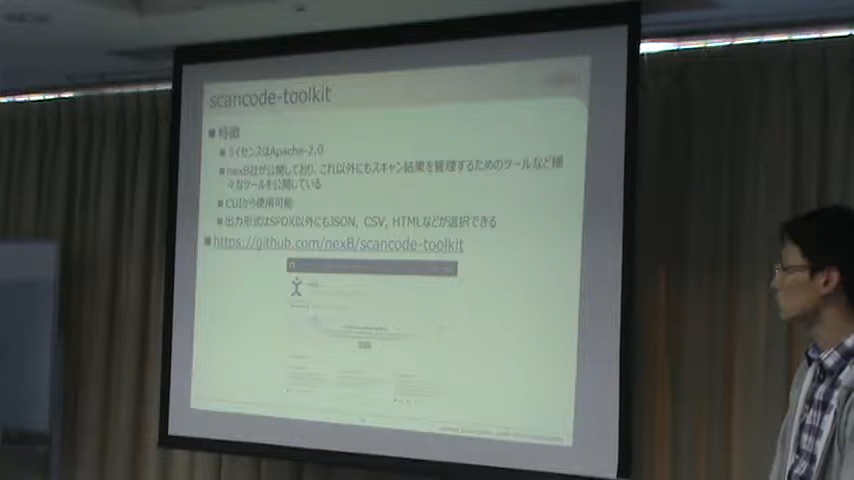 scancode-toolkit
■ 特徴
■ ライセンスはApache-2.0
■ nexB社が公開しており、これ以外にもスキャン結果を管理するためのツールなど様
々なツールを公開している
■ CUIから使用可能
■ 出力形式はSPDX以外にもJSON, CSV, HTMLなどが選択できる
■ https://github.com/nexB/scancode-toolkit